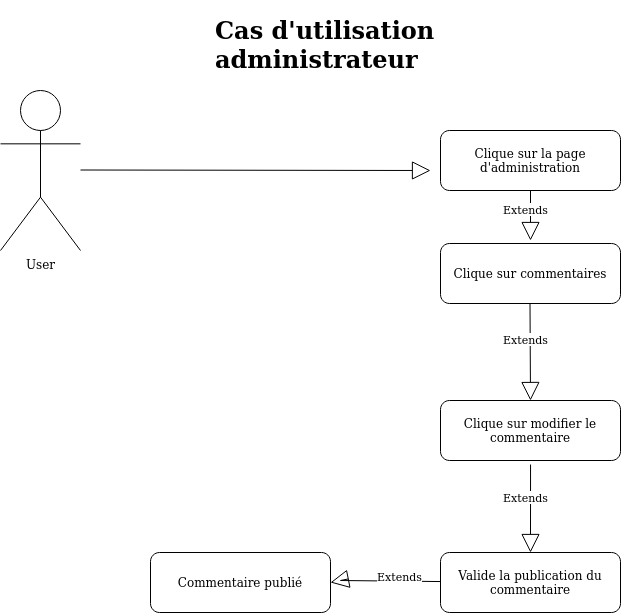 Cas d'utilisation
administrateur
Clique sur la page
d'administration
Extends
Clique sur commentaires
User
Extends
Clique sur modifier le
commentaire
Extends
Valide la publication du
commentaire
Extends
Commentaire publié